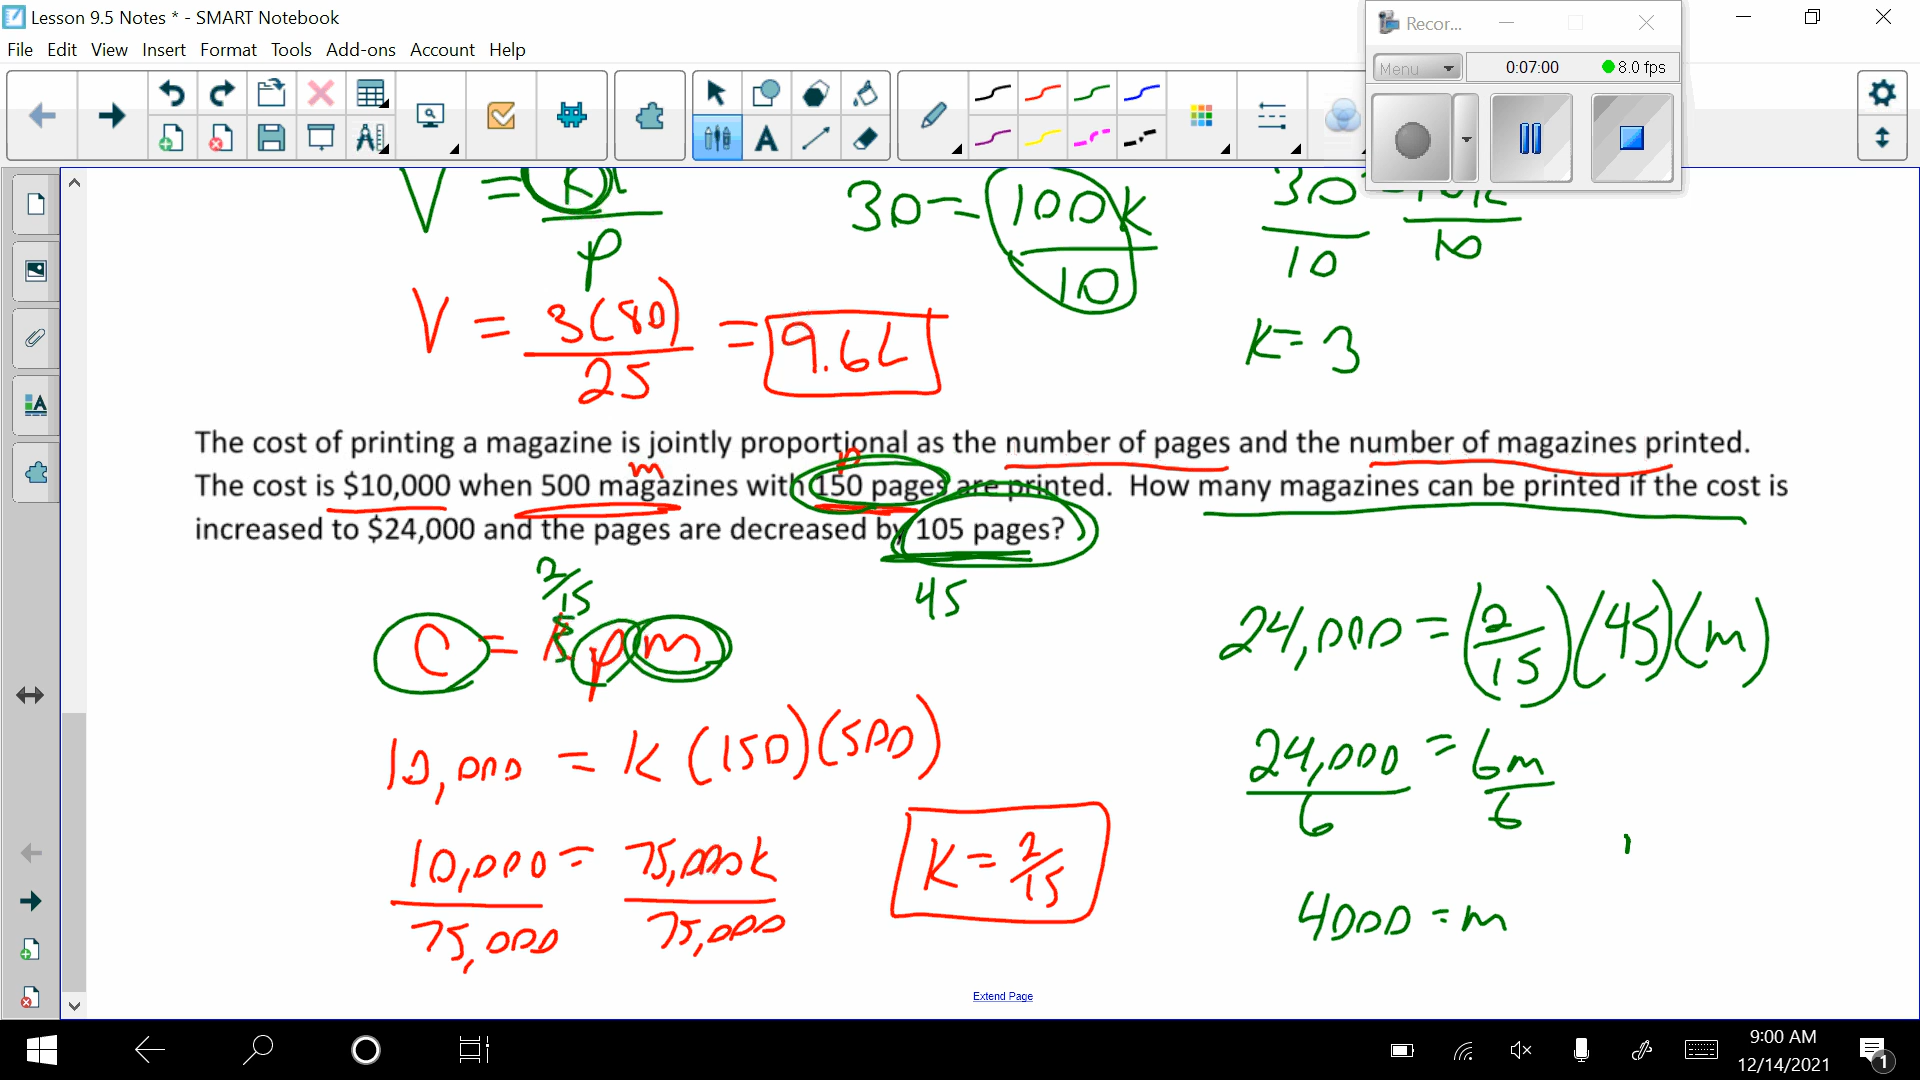 Lesson 9.5 Notes * - SMART Notebook
File Edit View Insert Format Tools Add-ons Account Help
Recor...
Menu 0:07:00 8.0 fps
V = k
p
30 = 100k
10
30 = 10k
10 10
V = 3(80) = 9.6L
25
k = 3
The cost of printing a magazine is jointly proportional as the number of pages and the number of magazines printed.
m p
The cost is $10,000 when 500 magazines with 150 pages are printed. How many magazines can be printed if the cost is
increased to $24,000 and the pages are decreased by 105 pages?
2/15
45
C = k p m
24,000 = (2/15)(45)(m)
10,000 = k(150)(500)
24,000 = 6m
6 6
10,000 = 75,000k
75,000 75,000
k = 2/15
4000 = m
Extend Page
9:00 AM
12/14/2021
1